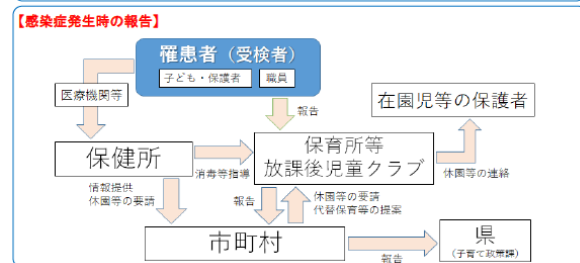 【感染症発生時の報告】
罹患者（受検者）
子ども・保護者
職員
医療機関等
報告
在園児等の保護者
保健所
消毒等指導
保育所等
放課後児童クラブ
休園等の連絡
情報提供
休園等の要請
報告
休園等の要請
代替保育等の提案
市町村
報告
県
（子育て政策課）